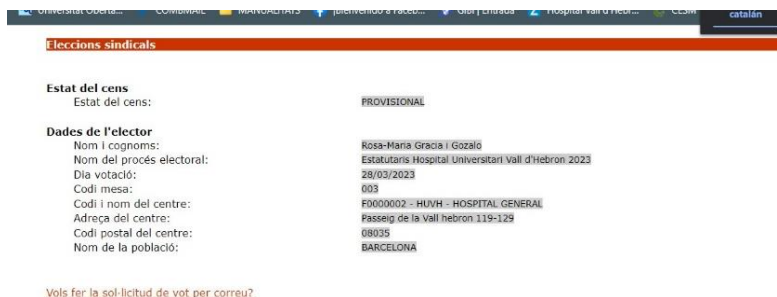 Universitat Oberta... COMBIMAIL MANUALITAYS ¡Bienvenido a Faceb... Gibi | Entrada Hospital Vall d'Hebr... CESM catalán
Eleccions sindicals
Estat del cens
Estat del cens: PROVISIONAL
Dades de l'elector
Nom i cognoms: Rosa-Maria Gracia i Gozalo
Nom del procés electoral: Estatutaris Hospital Universitari Vall d'Hebron 2023
Dia votació: 28/03/2023
Codi mesa: 003
Codi i nom del centre: F0000002 - HUVH - HOSPITAL GENERAL
Adreça del centre: Passeig de la Vall hebron 119-129
Codi postal del centre: 08035
Nom de la població: BARCELONA
Vols fer la sol·licitud de vot per correu?